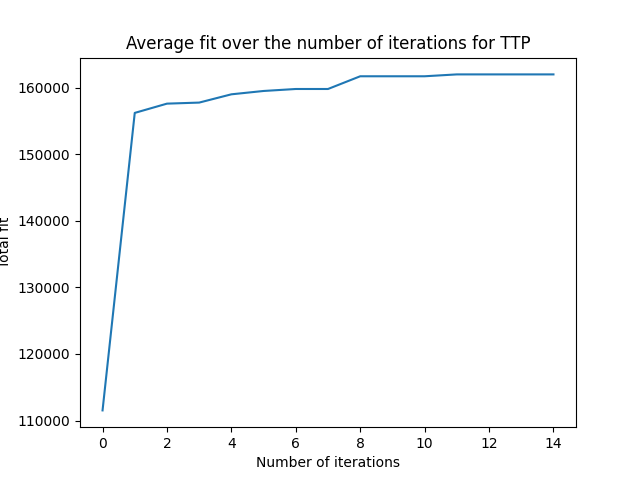 Average fit over the number of iterations for TTP
160000
150000
140000
130000
120000
110000
Total fit
0 2 4 6 8 10 12 14
Number of iterations